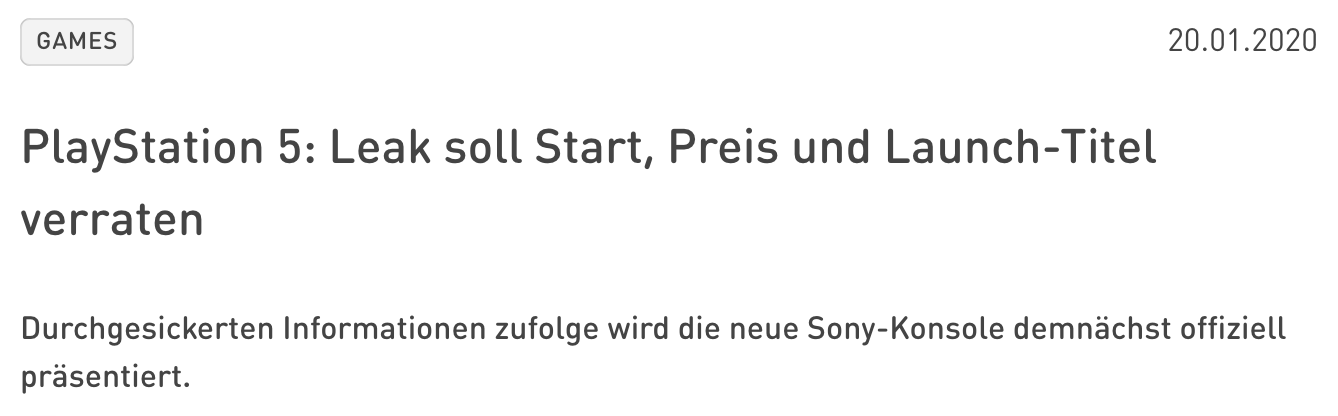 GAMES
20.01.2020
PlayStation 5: Leak soll Start, Preis und Launch-Titel
verraten
Durchgesickerten Informationen zufolge wird die neue Sony-Konsole demnächst offiziell
präsentiert.